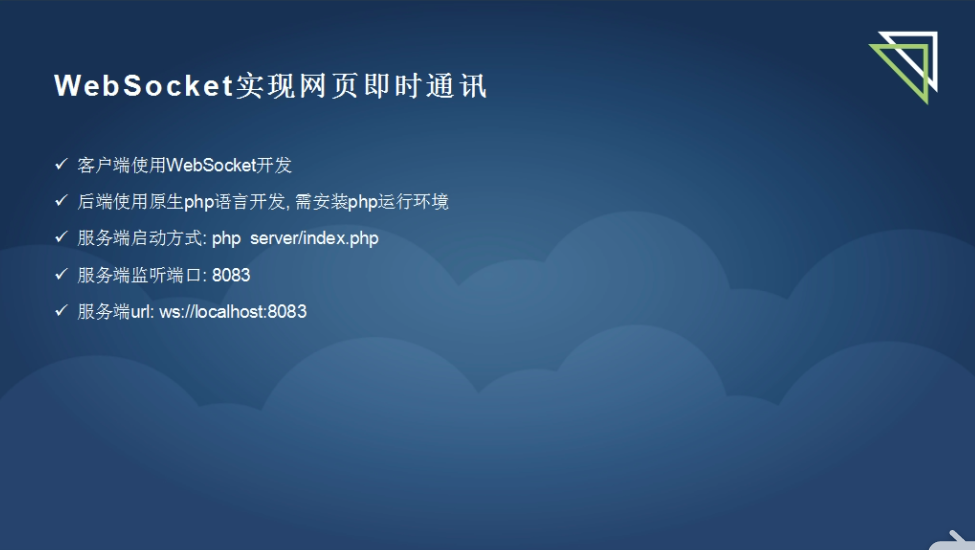 WebSocket实现网页即时通讯
客户端使用WebSocket开发
后端使用原生php语言开发, 需安装php运行环境
服务端启动方式: php  server/index.php
服务端监听端口: 8083
服务端url: ws://localhost:8083